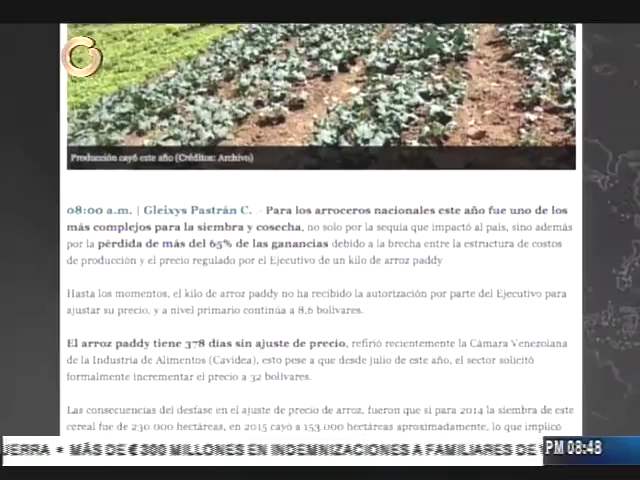 Producción cayó este año (Créditos: Archivo)
08:00 a.m. | Gleixys Pastrán C. - Para los arroceros nacionales este año fue uno de los
más complejos para la siembra y cosecha, no solo por la sequia que impactó al país, sino además
por la pérdida de más del 65% de las ganancias debido a la brecha entre la estructura de costos
de producción y el precio regulado por el Ejecutivo de un kilo de arroz paddy
Hasta los momentos, el kilo de arroz paddy no ha recibido la autorización por parte del Ejecutivo para
ajustar su precio, y a nivel primario continúa a 8,6 bolívares.
El arroz paddy tiene 378 días sin ajuste de precio, refirió recientemente la Cámara Venezolana
de la Industria de Alimentos (Cavidea), esto pese a que desde julio de este año, el sector solicitó
formalmente incrementar el precio a 32 bolívares.
Las consecuencias del desfase en el ajuste de precio de arroz, fueron que si para 2014 la siembra de este
cereal fue de 230.000 hectáreas, en 2015 cayó a 153.000 hectáreas aproximadamente, lo que implicó
UERRA * MÁS DE € 300 MILLONES EN INDEMNIZACIONES A FAMILIARES DE
PM 08:48